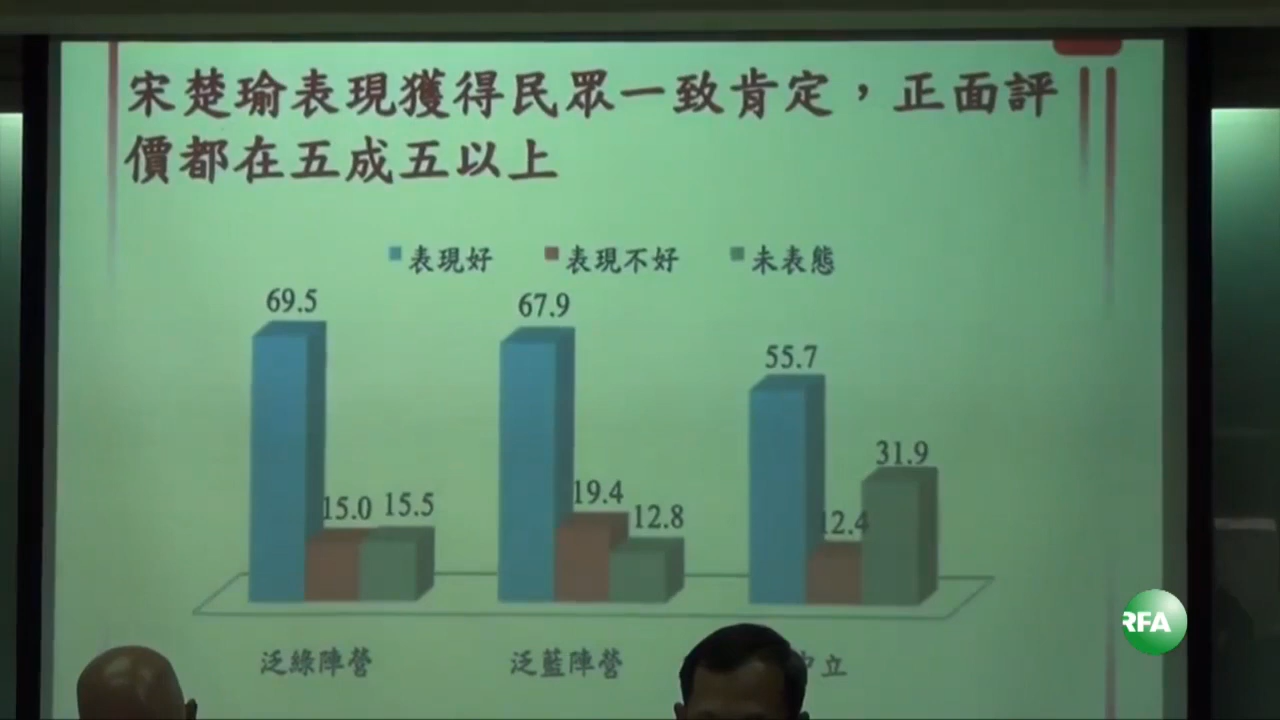 宋楚瑜表現獲得民眾一致肯定，正面評
價都在五成五以上
表現好 表現不好 未表態
69.5 15.0 15.5
67.9 19.4 12.8
55.7 12.4 31.9
泛綠陣營 泛藍陣營 中立
RFA